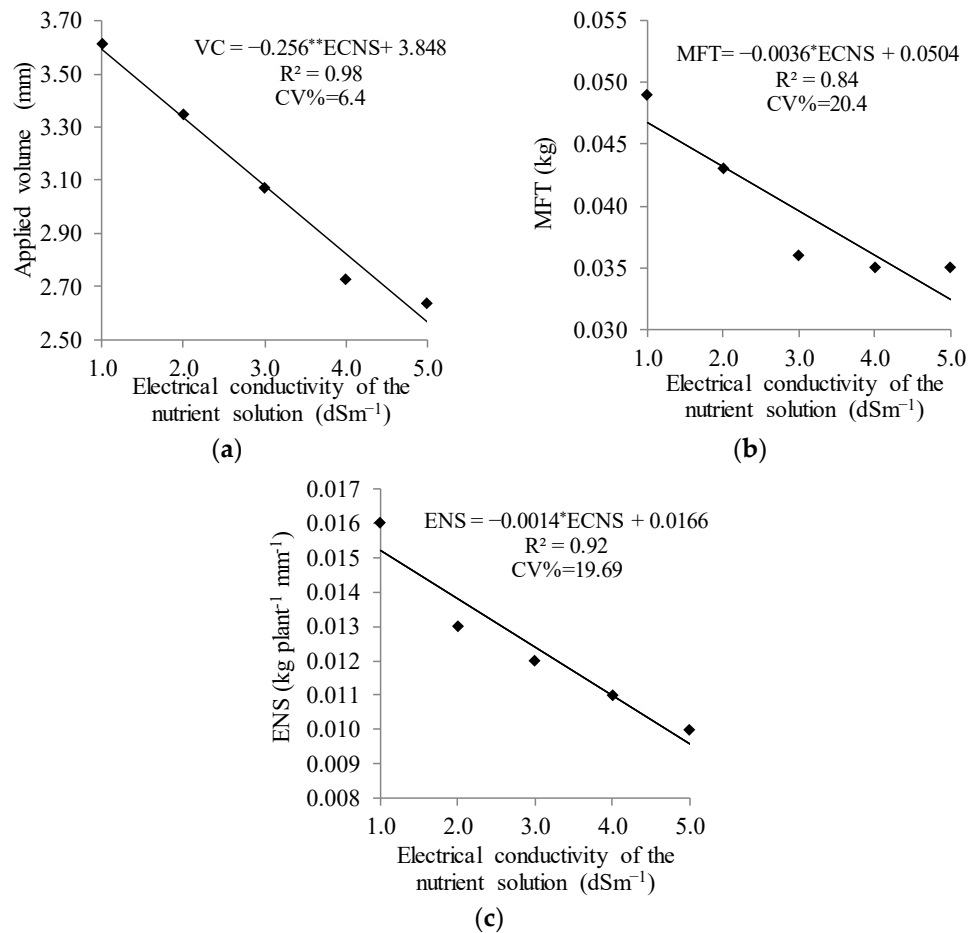 3.70
3.50
3.30
3.10
2.90
2.70
2.50
Applied volume (mm)
VC = −0.256**ECNS+ 3.848
R² = 0.98
CV%=6.4
1.0 2.0 3.0 4.0 5.0
Electrical conductivity of the
nutrient solution (dSm⁻¹)
(a)
0.055
0.050
0.045
0.040
0.035
0.030
MFT (kg)
MFT= −0.0036*ECNS + 0.0504
R² = 0.84
CV%=20.4
1.0 2.0 3.0 4.0 5.0
Electrical conductivity of the
nutrient solution (dSm⁻¹)
(b)
0.017
0.016
0.015
0.014
0.013
0.012
0.011
0.010
0.009
0.008
ENS (kg plant⁻¹ mm⁻¹)
ENS = −0.0014*ECNS + 0.0166
R² = 0.92
CV%=19.69
1.0 2.0 3.0 4.0 5.0
Electrical conductivity of the
nutrient solution (dSm⁻¹)
(c)